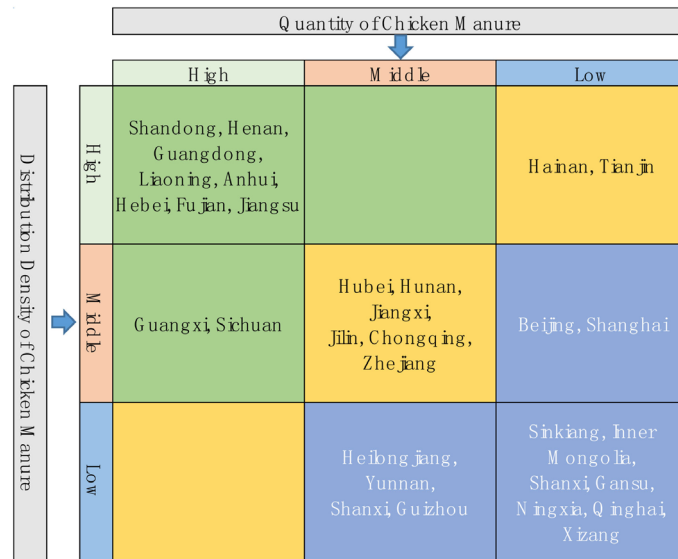 Quantity of Chicken Manure
High
Middle
Low
Distribution Density of Chicken Manure
High
Shandong, Henan,
Guangdong,
Liaoning, Anhui,
Hebei, Fujian, Jiangsu
Hainan, Tianjin
Middle
Guangxi, Sichuan
Hubei, Hunan,
Jiangxi,
Jilin, Chongqing,
Zhejiang
Beijing, Shanghai
Low
Heilongjiang,
Yunnan,
Shanxi, Guizhou
Sinkiang, Inner
Mongolia,
Shanxi, Gansu,
Ningxia, Qinghai,
Xizang